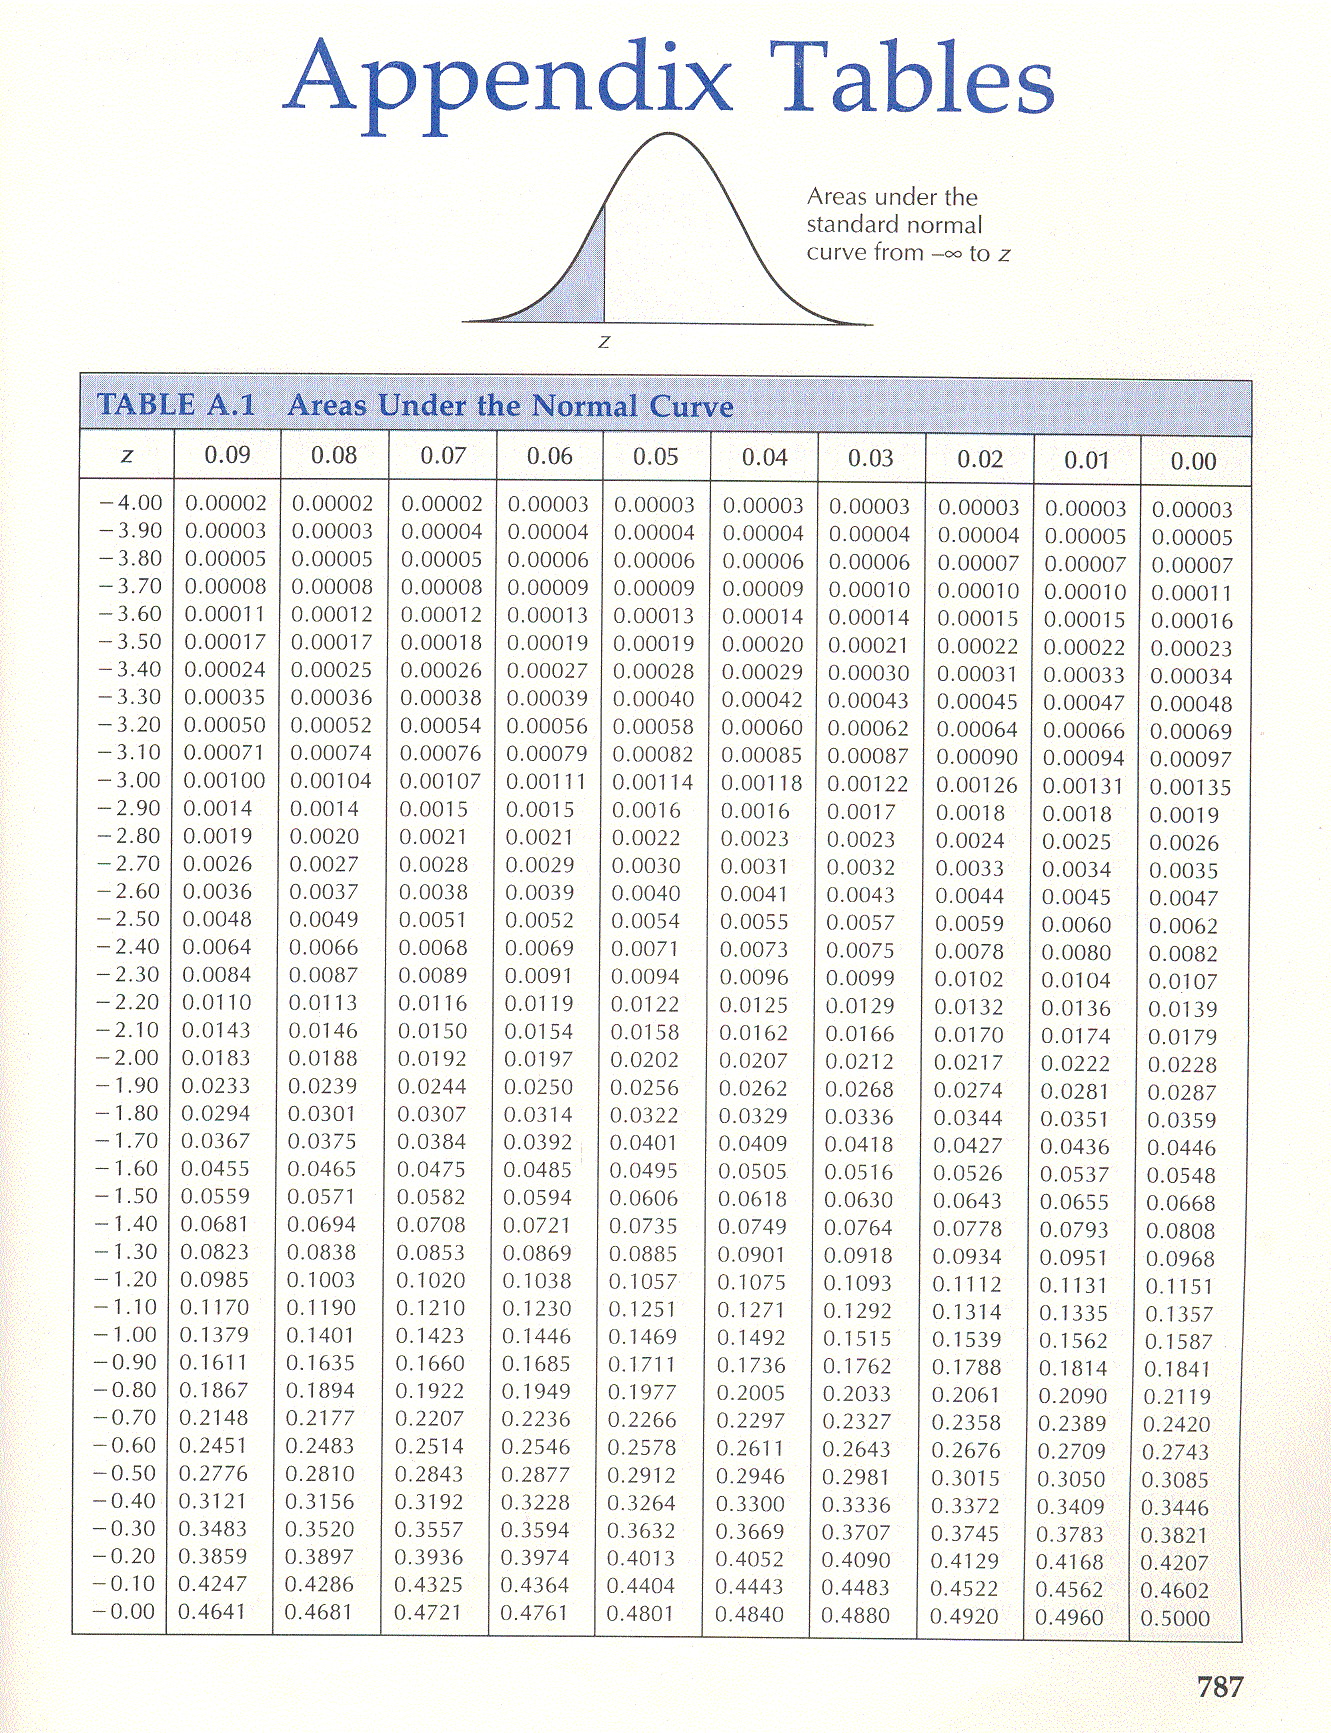 Appendix Tables
Areas under the
standard normal
curve from −∞ to z
z
TABLE A.1 Areas Under the Normal Curve
z 0.09 0.08 0.07 0.06 0.05 0.04 0.03 0.02 0.01 0.00
−4.00 0.00002 0.00002 0.00002 0.00003 0.00003 0.00003 0.00003 0.00003 0.00003 0.00003
−3.90 0.00003 0.00003 0.00004 0.00004 0.00004 0.00004 0.00004 0.00004 0.00005 0.00005
−3.80 0.00005 0.00005 0.00005 0.00006 0.00006 0.00006 0.00006 0.00007 0.00007 0.00007
−3.70 0.00008 0.00008 0.00008 0.00009 0.00009 0.00009 0.00010 0.00010 0.00010 0.00011
−3.60 0.00011 0.00012 0.00012 0.00013 0.00013 0.00014 0.00014 0.00015 0.00015 0.00016
−3.50 0.00017 0.00017 0.00018 0.00019 0.00019 0.00020 0.00021 0.00022 0.00022 0.00023
−3.40 0.00024 0.00025 0.00026 0.00027 0.00028 0.00029 0.00030 0.00031 0.00033 0.00034
−3.30 0.00035 0.00036 0.00038 0.00039 0.00040 0.00042 0.00043 0.00045 0.00047 0.00048
−3.20 0.00050 0.00052 0.00054 0.00056 0.00058 0.00060 0.00062 0.00064 0.00066 0.00069
−3.10 0.00071 0.00074 0.00076 0.00079 0.00082 0.00085 0.00087 0.00090 0.00094 0.00097
−3.00 0.00100 0.00104 0.00107 0.00111 0.00114 0.00118 0.00122 0.00126 0.00131 0.00135
−2.90 0.0014 0.0014 0.0015 0.0015 0.0016 0.0016 0.0017 0.0018 0.0018 0.0019
−2.80 0.0019 0.0020 0.0021 0.0021 0.0022 0.0023 0.0023 0.0024 0.0025 0.0026
−2.70 0.0026 0.0027 0.0028 0.0029 0.0030 0.0031 0.0032 0.0033 0.0034 0.0035
−2.60 0.0036 0.0037 0.0038 0.0039 0.0040 0.0041 0.0043 0.0044 0.0045 0.0047
−2.50 0.0048 0.0049 0.0051 0.0052 0.0054 0.0055 0.0057 0.0059 0.0060 0.0062
−2.40 0.0064 0.0066 0.0068 0.0069 0.0071 0.0073 0.0075 0.0078 0.0080 0.0082
−2.30 0.0084 0.0087 0.0089 0.0091 0.0094 0.0096 0.0099 0.0102 0.0104 0.0107
−2.20 0.0110 0.0113 0.0116 0.0119 0.0122 0.0125 0.0129 0.0132 0.0136 0.0139
−2.10 0.0143 0.0146 0.0150 0.0154 0.0158 0.0162 0.0166 0.0170 0.0174 0.0179
−2.00 0.0183 0.0188 0.0192 0.0197 0.0202 0.0207 0.0212 0.0217 0.0222 0.0228
−1.90 0.0233 0.0239 0.0244 0.0250 0.0256 0.0262 0.0268 0.0274 0.0281 0.0287
−1.80 0.0294 0.0301 0.0307 0.0314 0.0322 0.0329 0.0336 0.0344 0.0351 0.0359
−1.70 0.0367 0.0375 0.0384 0.0392 0.0401 0.0409 0.0418 0.0427 0.0436 0.0446
−1.60 0.0455 0.0465 0.0475 0.0485 0.0495 0.0505 0.0516 0.0526 0.0537 0.0548
−1.50 0.0559 0.0571 0.0582 0.0594 0.0606 0.0618 0.0630 0.0643 0.0655 0.0668
−1.40 0.0681 0.0694 0.0708 0.0721 0.0735 0.0749 0.0764 0.0778 0.0793 0.0808
−1.30 0.0823 0.0838 0.0853 0.0869 0.0885 0.0901 0.0918 0.0934 0.0951 0.0968
−1.20 0.0985 0.1003 0.1020 0.1038 0.1057 0.1075 0.1093 0.1112 0.1131 0.1151
−1.10 0.1170 0.1190 0.1210 0.1230 0.1251 0.1271 0.1292 0.1314 0.1335 0.1357
−1.00 0.1379 0.1401 0.1423 0.1446 0.1469 0.1492 0.1515 0.1539 0.1562 0.1587
−0.90 0.1611 0.1635 0.1660 0.1685 0.1711 0.1736 0.1762 0.1788 0.1814 0.1841
−0.80 0.1867 0.1894 0.1922 0.1949 0.1977 0.2005 0.2033 0.2061 0.2090 0.2119
−0.70 0.2148 0.2177 0.2207 0.2236 0.2266 0.2297 0.2327 0.2358 0.2389 0.2420
−0.60 0.2451 0.2483 0.2514 0.2546 0.2578 0.2611 0.2643 0.2676 0.2709 0.2743
−0.50 0.2776 0.2810 0.2843 0.2877 0.2912 0.2946 0.2981 0.3015 0.3050 0.3085
−0.40 0.3121 0.3156 0.3192 0.3228 0.3264 0.3300 0.3336 0.3372 0.3409 0.3446
−0.30 0.3483 0.3520 0.3557 0.3594 0.3632 0.3669 0.3707 0.3745 0.3783 0.3821
−0.20 0.3859 0.3897 0.3936 0.3974 0.4013 0.4052 0.4090 0.4129 0.4168 0.4207
−0.10 0.4247 0.4286 0.4325 0.4364 0.4404 0.4443 0.4483 0.4522 0.4562 0.4602
−0.00 0.4641 0.4681 0.4721 0.4761 0.4801 0.4840 0.4880 0.4920 0.4960 0.5000
787